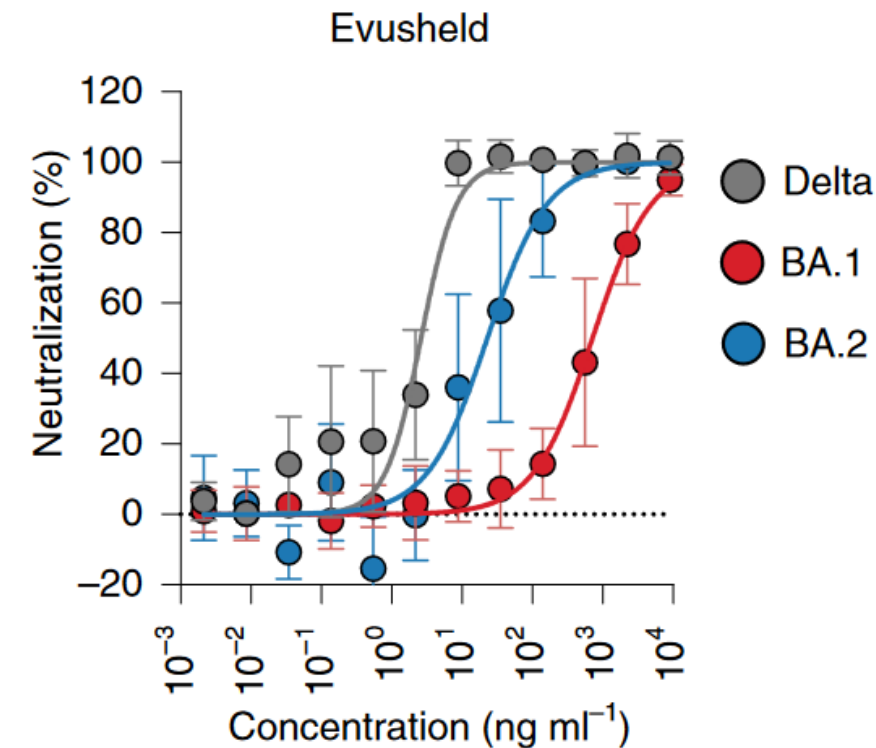 Evusheld
120
100
80
60
40
20
0
–20
Neutralization (%)
10⁻³
10⁻²
10⁻¹
10⁰
10¹
10²
10³
10⁴
Concentration (ng ml⁻¹)
Delta
BA.1
BA.2